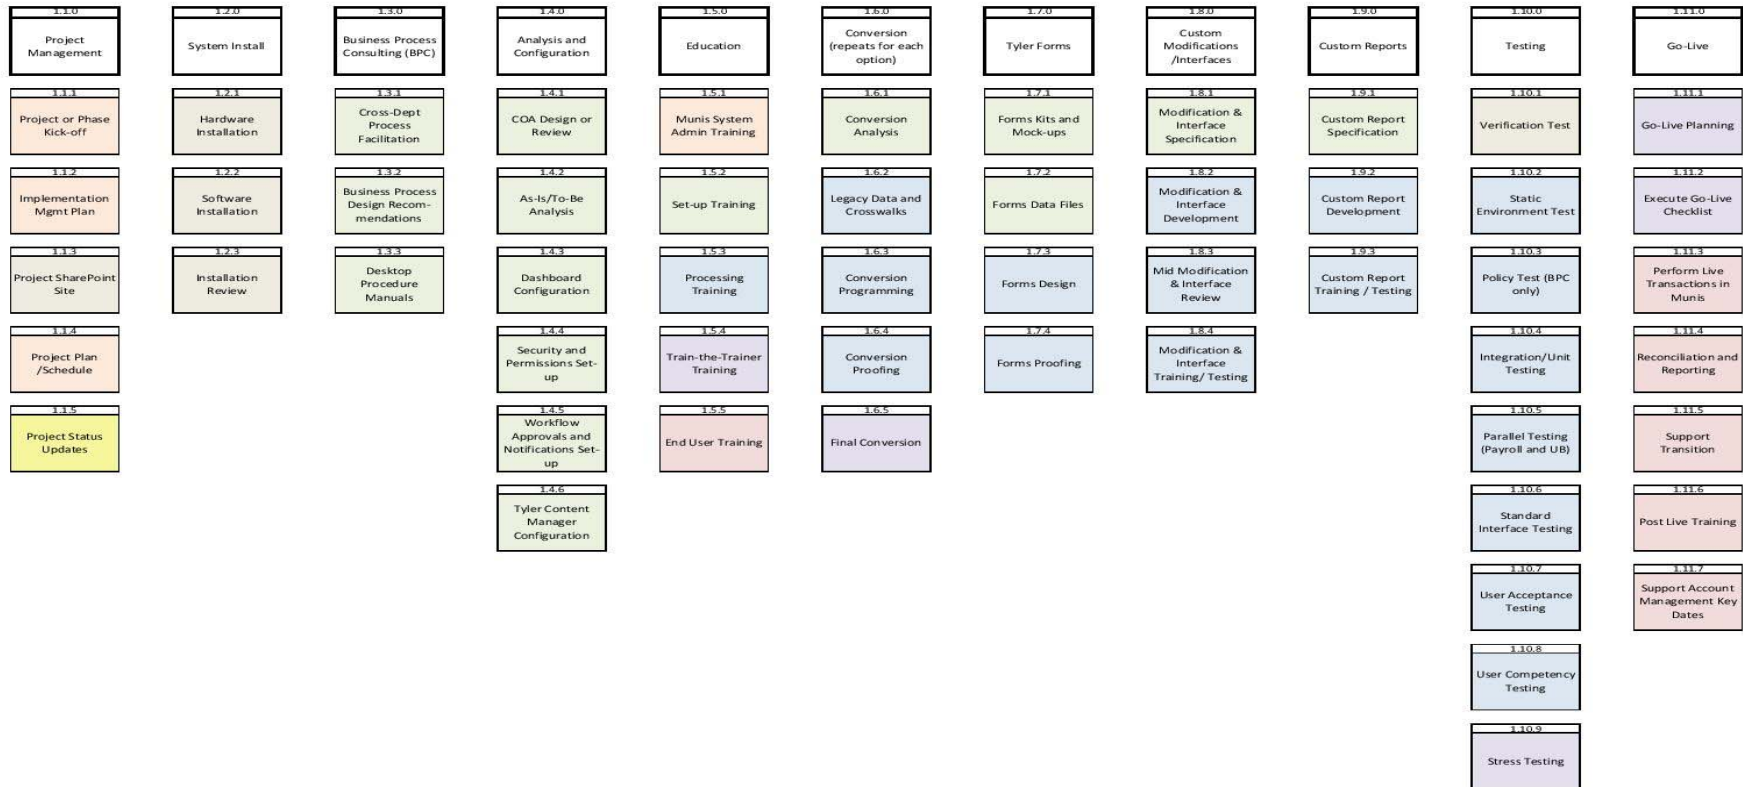 1.1.0
Project
Management
1.1.1
Project or Phase
Kick-off
1.1.2
Implementation
Mgmt Plan
1.1.3
Project SharePoint
Site
1.1.4
Project Plan
/Schedule
1.1.5
Project Status
Updates
1.2.0
System Install
1.2.1
Hardware
Installation
1.2.2
Software
Installation
1.2.3
Installation
Review
1.3.0
Business Process
Consulting (BPC)
1.3.1
Cross-Dept
Process
Facilitation
1.3.2
Business Process
Design Recom-
mendations
1.3.3
Desktop
Procedure
Manuals
1.4.0
Analysis and
Configuration
1.4.1
COA Design or
Review
1.4.2
As-Is/To-Be
Analysis
1.4.3
Dashboard
Configuration
1.4.4
Security and
Permissions Set-
up
1.4.5
Workflow
Approvals and
Notifications Set-
up
1.4.6
Tyler Content
Manager
Configuration
1.5.0
Education
1.5.1
Munis System
Admin Training
1.5.2
Set-up Training
1.5.3
Processing
Training
1.5.4
Train-the-Trainer
Training
1.5.5
End User Training
1.6.0
Conversion
(repeats for each
option)
1.6.1
Conversion
Analysis
1.6.2
Legacy Data and
Crosswalks
1.6.3
Conversion
Programming
1.6.4
Conversion
Proofing
1.6.5
Final Conversion
1.7.0
Tyler Forms
1.7.1
Forms Kits and
Mock-ups
1.7.2
Forms Data Files
1.7.3
Forms Design
1.7.4
Forms Proofing
1.8.0
Custom
Modifications
/Interfaces
1.8.1
Modification &
Interface
Specification
1.8.2
Modification &
Interface
Development
1.8.3
Mid Modification
& Interface
Review
1.8.4
Modification &
Interface
Training/ Testing
1.9.0
Custom Reports
1.9.1
Custom Report
Specification
1.9.2
Custom Report
Development
1.9.3
Custom Report
Training / Testing
1.10.0
Testing
1.10.1
Verification Test
1.10.2
Static
Environment Test
1.10.3
Policy Test (BPC
only)
1.10.4
Integration/Unit
Testing
1.10.5
Parallel Testing
(Payroll and UB)
1.10.6
Standard
Interface Testing
1.10.7
User Acceptance
Testing
1.10.8
User Competency
Testing
1.10.9
Stress Testing
1.11.0
Go-Live
1.11.1
Go-Live Planning
1.11.2
Execute Go-Live
Checklist
1.11.3
Perform Live
Transactions in
Munis
1.11.4
Reconciliation and
Reporting
1.11.5
Support
Transition
1.11.6
Post Live Training
1.11.7
Support Account
Management Key
Dates